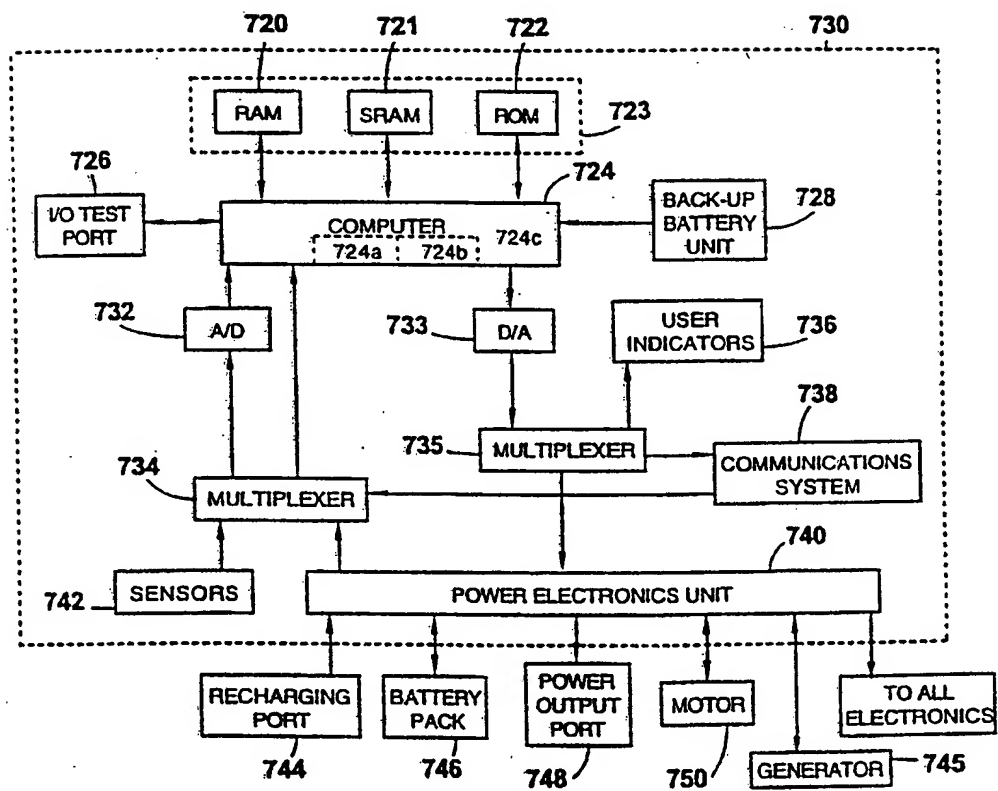 720
721
722
730
RAM
SRAM
ROM
723
726
724
I/O TEST
PORT
COMPUTER
724a
724b
724c
BACK-UP
BATTERY
UNIT
728
732
A/D
733
D/A
USER
INDICATORS
736
738
734
735
MULTIPLEXER
COMMUNICATIONS
SYSTEM
MULTIPLEXER
740
742
SENSORS
POWER ELECTRONICS UNIT
RECHARGING
PORT
BATTERY
PACK
POWER
OUTPUT
PORT
MOTOR
TO ALL
ELECTRONICS
744
746
748
750
GENERATOR
745